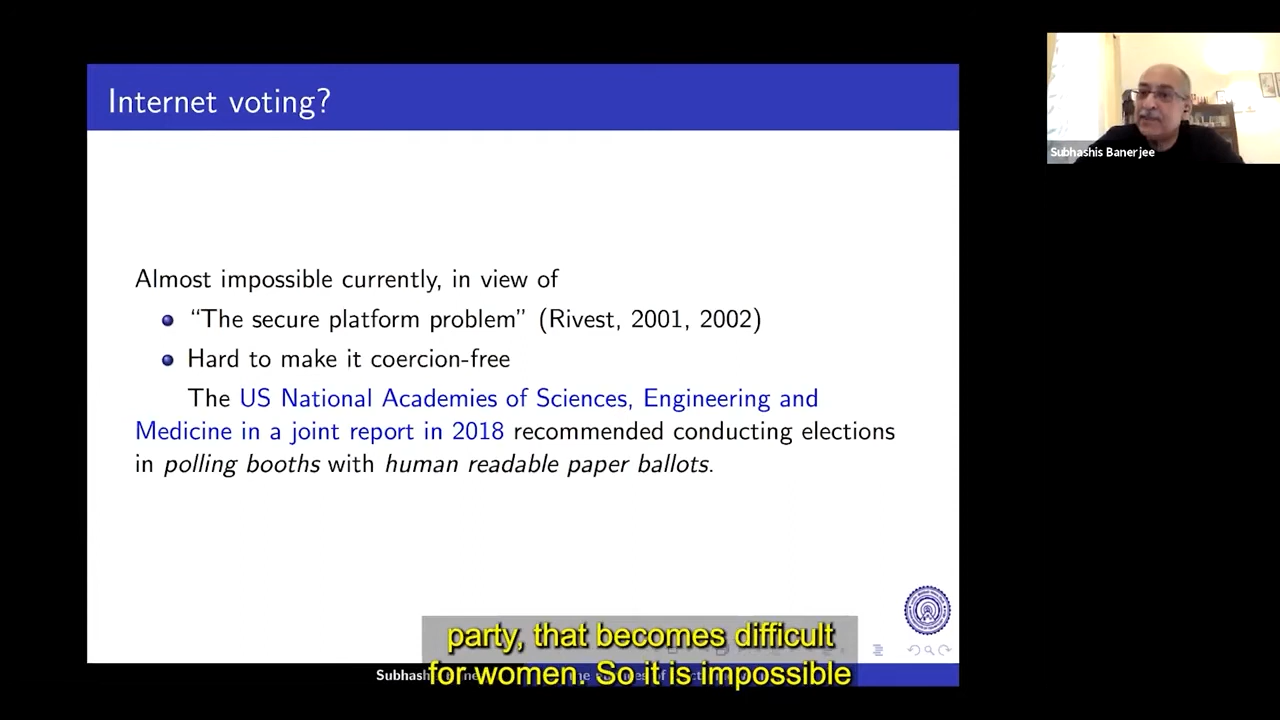 Internet voting?
Subhashis Banerjee
Almost impossible currently, in view of
“The secure platform problem” (Rivest, 2001, 2002)
Hard to make it coercion-free
The US National Academies of Sciences, Engineering and
Medicine in a joint report in 2018 recommended conducting elections
in polling booths with human readable paper ballots.
party, that becomes difficult
for women. So it is impossible